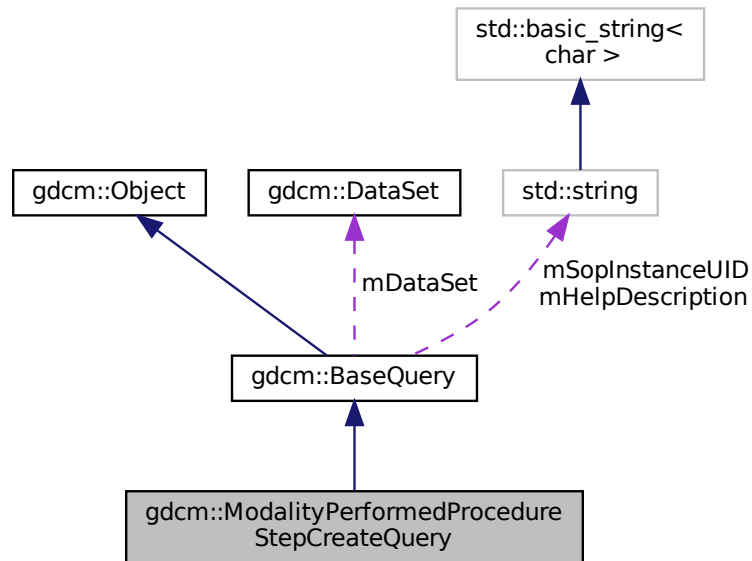 std::basic_string<
char >
gdcm::Object
gdcm::DataSet
std::string
mDataSet
mSopInstanceUID
mHelpDescription
gdcm::BaseQuery
gdcm::ModalityPerformedProcedure
StepCreateQuery